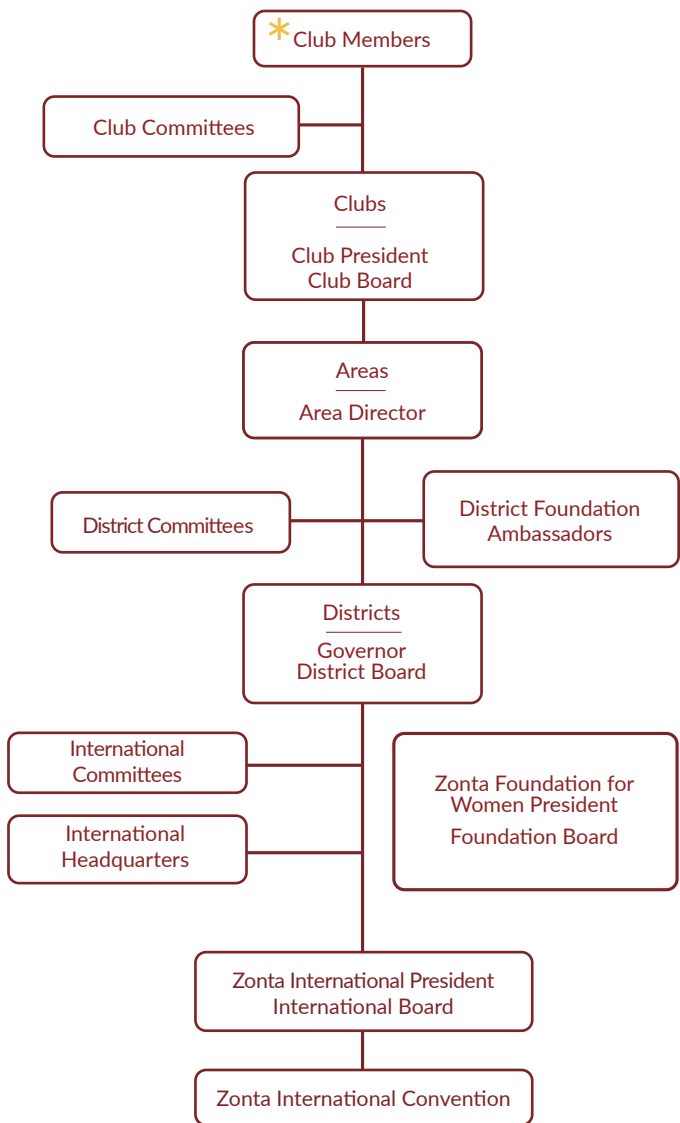 * Club Members
Club Committees
Clubs
Club President
Club Board
Areas
Area Director
District Committees
District Foundation
Ambassadors
Districts
Governor
District Board
International
Committees
Zonta Foundation for
Women President
Foundation Board
International
Headquarters
Zonta International President
International Board
Zonta International Convention